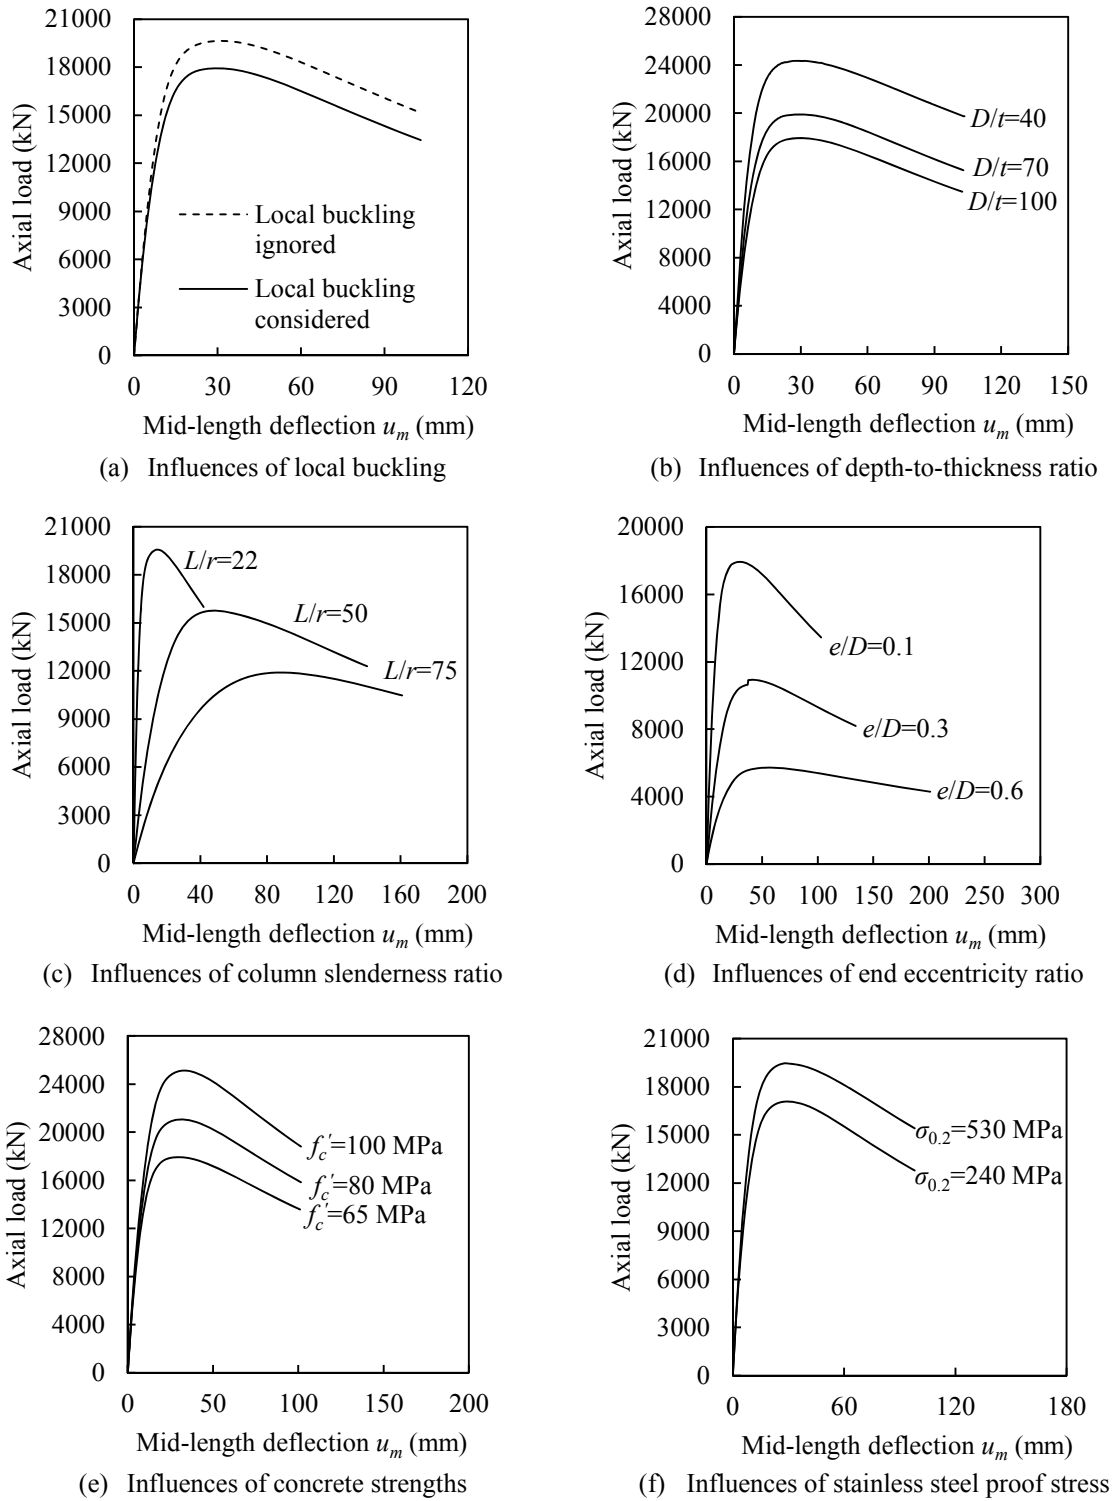 21000
18000
15000
12000
9000
6000
3000
0
Axial load (kN)
Local buckling
ignored
Local buckling
considered
0 30 60 90 120
Mid-length deflection u_m (mm)
(a) Influences of local buckling
28000
24000
20000
16000
12000
8000
4000
0
Axial load (kN)
D/t=40
D/t=70
D/t=100
0 30 60 90 120 150
Mid-length deflection u_m (mm)
(b) Influences of depth-to-thickness ratio
21000
18000
15000
12000
9000
6000
3000
0
Axial load (kN)
L/r=22
L/r=50
L/r=75
0 40 80 120 160 200
Mid-length deflection u_m (mm)
(c) Influences of column slenderness ratio
20000
16000
12000
8000
4000
0
Axial load (kN)
e/D=0.1
e/D=0.3
e/D=0.6
0 50 100 150 200 250 300
Mid-length deflection u_m (mm)
(d) Influences of end eccentricity ratio
28000
24000
20000
16000
12000
8000
4000
0
Axial load (kN)
f_c'=100 MPa
f_c'=80 MPa
f_c'=65 MPa
0 50 100 150 200
Mid-length deflection u_m (mm)
(e) Influences of concrete strengths
21000
18000
15000
12000
9000
6000
3000
0
Axial load (kN)
σ_0.2=530 MPa
σ_0.2=240 MPa
0 60 120 180
Mid-length deflection u_m (mm)
(f) Influences of stainless steel proof stress